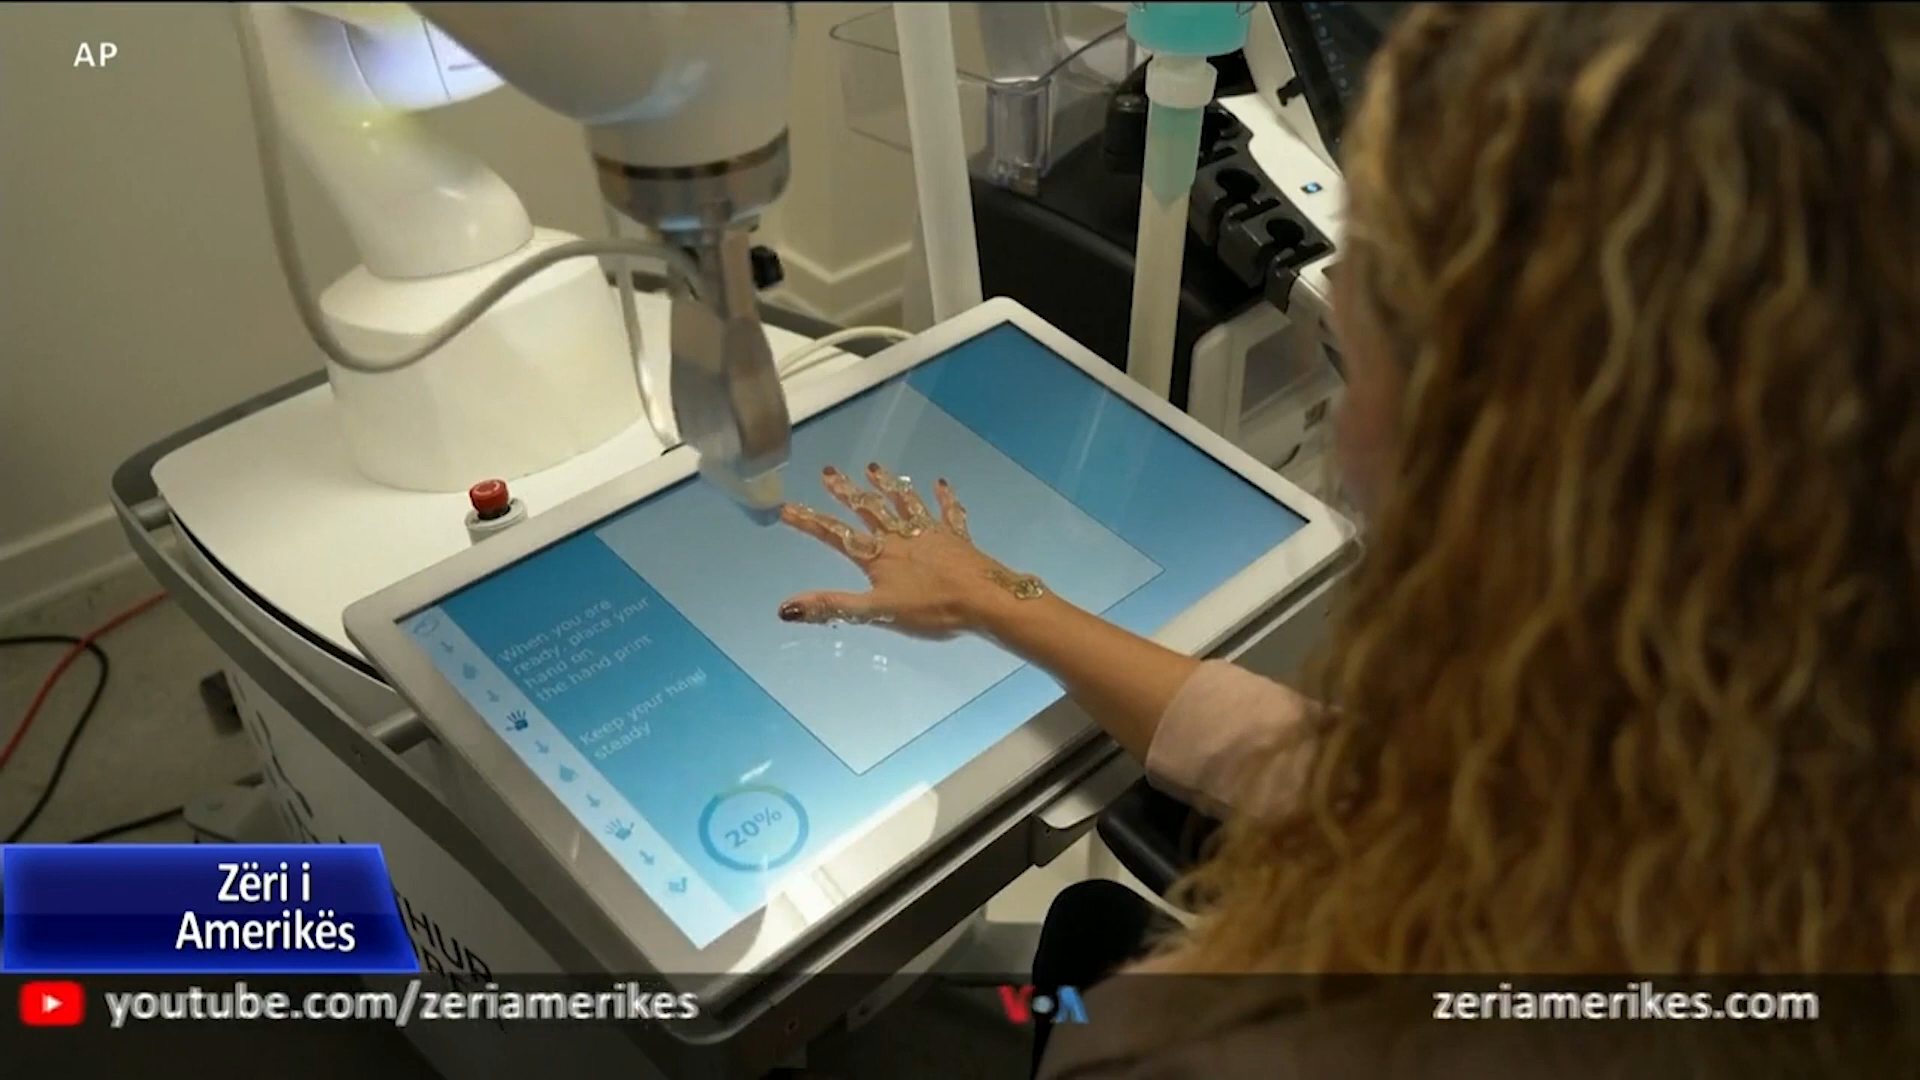 AP
When you are
ready, place your
hand on
the hand print
Keep your hand
steady
20%
Zëri i
Amerikës
youtube.com/zeriamerikes
VOA
zeriamerikes.com